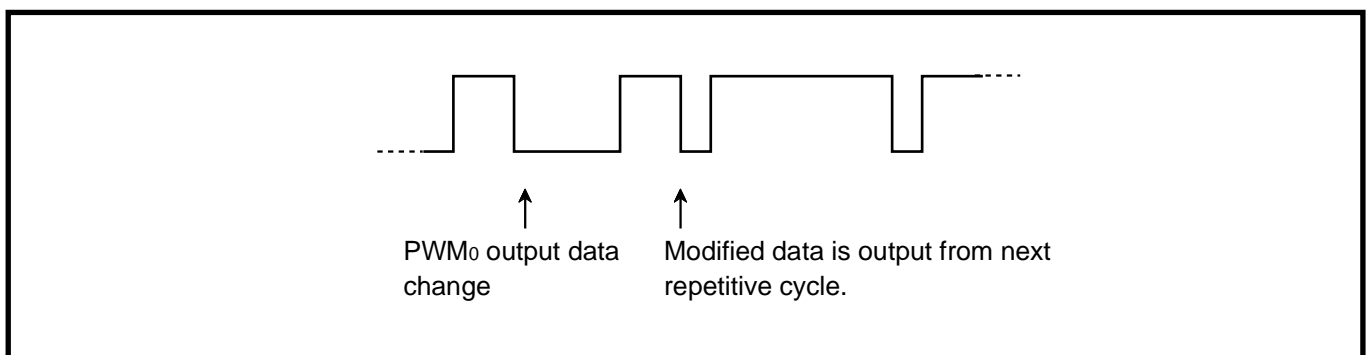 PWM0 output data
change
Modified data is output from next
repetitive cycle.